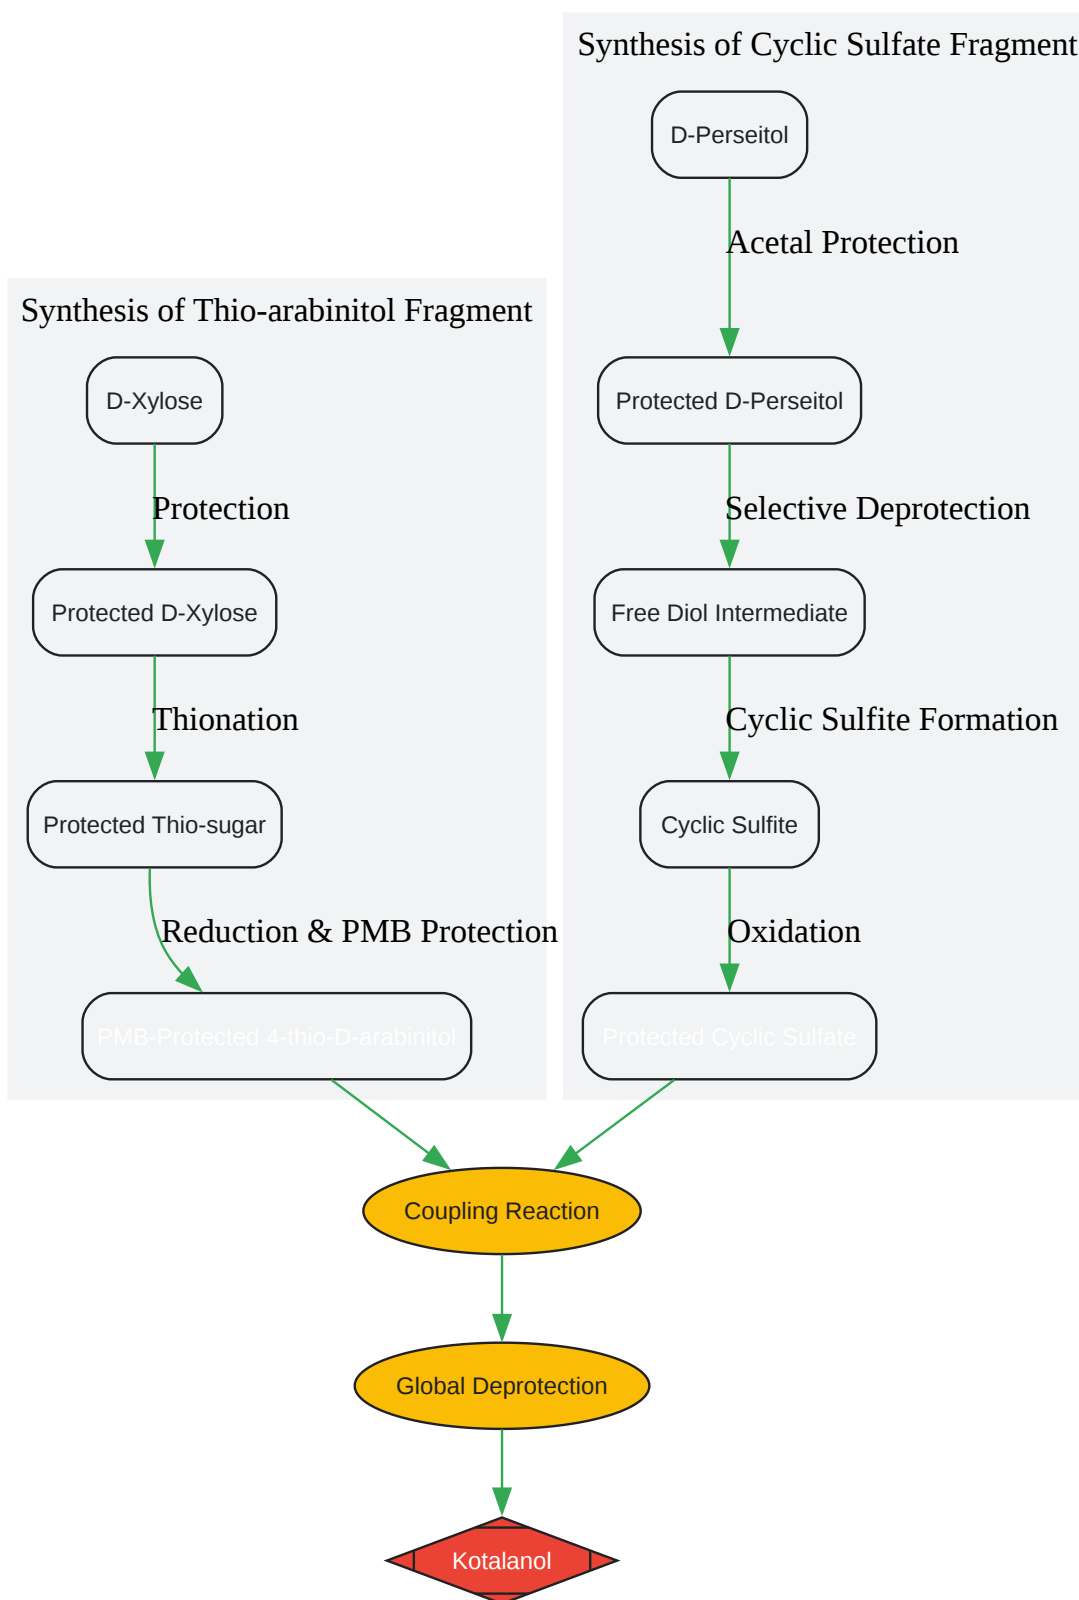 Synthesis of Cyclic Sulfate Fragment
D-Perseitol
Acetal Protection
Protected D-Perseitol
Selective Deprotection
Free Diol Intermediate
Cyclic Sulfite Formation
Cyclic Sulfite
Oxidation
Protected Cyclic Sulfate
Synthesis of Thio-arabinitol Fragment
D-Xylose
Protection
Protected D-Xylose
Thionation
Protected Thio-sugar
Reduction & PMB Protection
PMB-Protected 4-thio-D-arabinitol
Coupling Reaction
Global Deprotection
Kotalanol